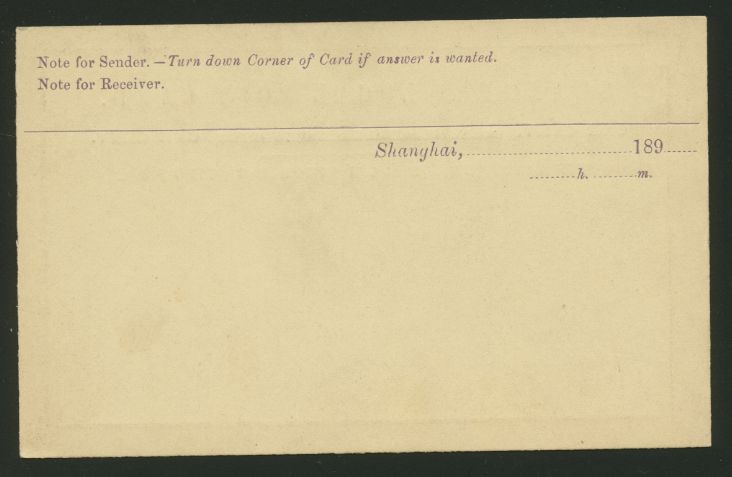 Note for Sender. — Turn down Corner of Card if answer is wanted.
Note for Receiver.
Shanghai, 189
h. m.